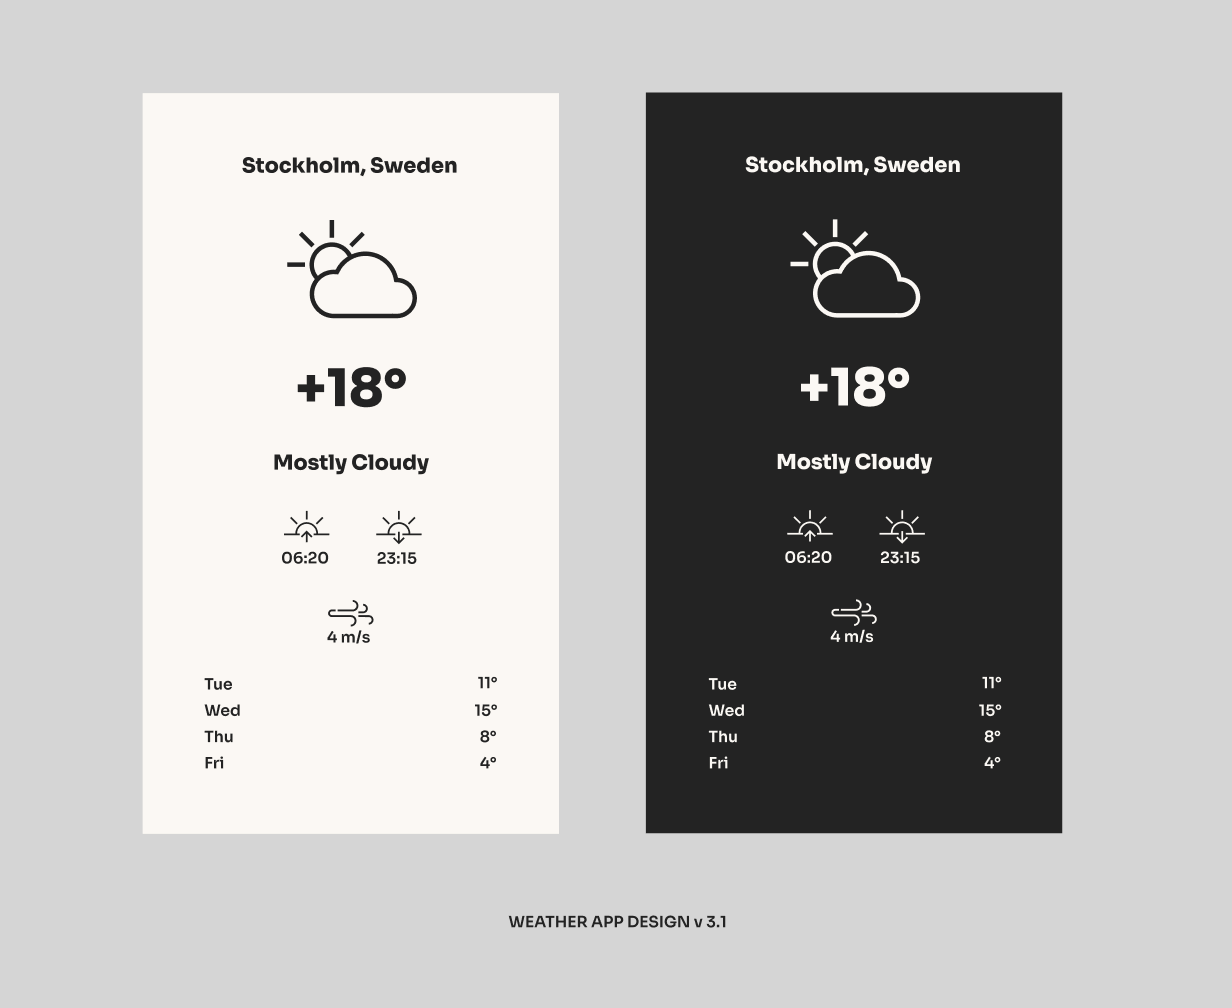 Stockholm, Sweden
+18°
Mostly Cloudy
06:20 23:15
4 m/s
Tue 11°
Wed 15°
Thu 8°
Fri 4°
Stockholm, Sweden
+18°
Mostly Cloudy
06:20 23:15
4 m/s
Tue 11°
Wed 15°
Thu 8°
Fri 4°
WEATHER APP DESIGN v 3.1